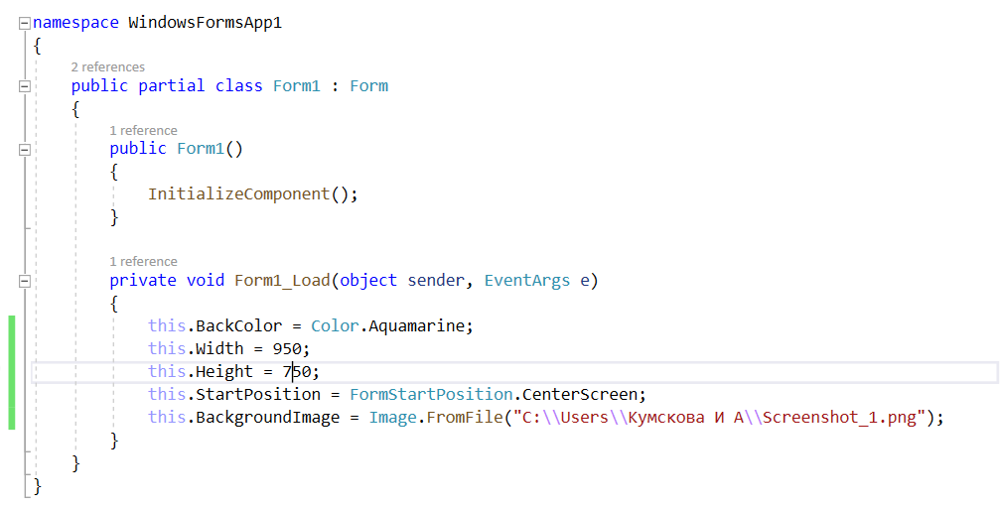 namespace WindowsFormsApp1
{
2 references
public partial class Form1 : Form
{
1 reference
public Form1()
{
InitializeComponent();
}
1 reference
private void Form1_Load(object sender, EventArgs e)
{
this.BackColor = Color.Aquamarine;
this.Width = 950;
this.Height = 750;
this.StartPosition = FormStartPosition.CenterScreen;
this.BackgroundImage = Image.FromFile("C:\\Users\\Кумскова И А\\Screenshot_1.png");
}
}
}